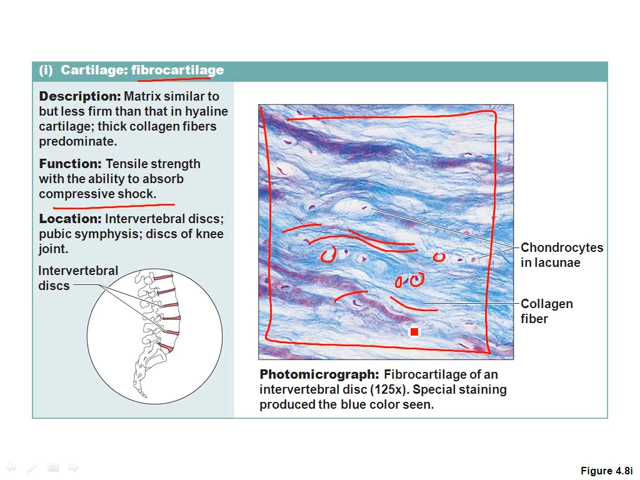 (i) Cartilage: fibrocartilage
Description: Matrix similar to
but less firm than that in hyaline
cartilage; thick collagen fibers
predominate.
Function: Tensile strength
with the ability to absorb
compressive shock.
Location: Intervertebral discs;
pubic symphysis; discs of knee
joint.
Intervertebral
discs
Chondrocytes
in lacunae
Collagen
fiber
Photomicrograph: Fibrocartilage of an
intervertebral disc (125x). Special staining
produced the blue color seen.
Figure 4.8i